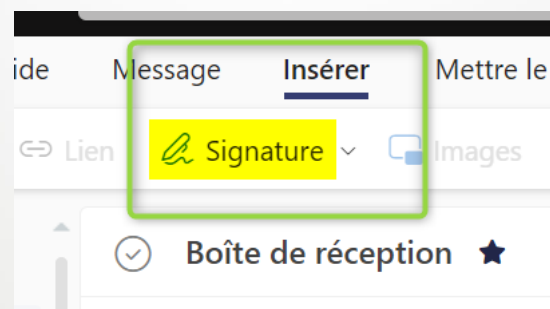 ide Message Insérer Mettre le
Lien Signature Images
Boîte de réception